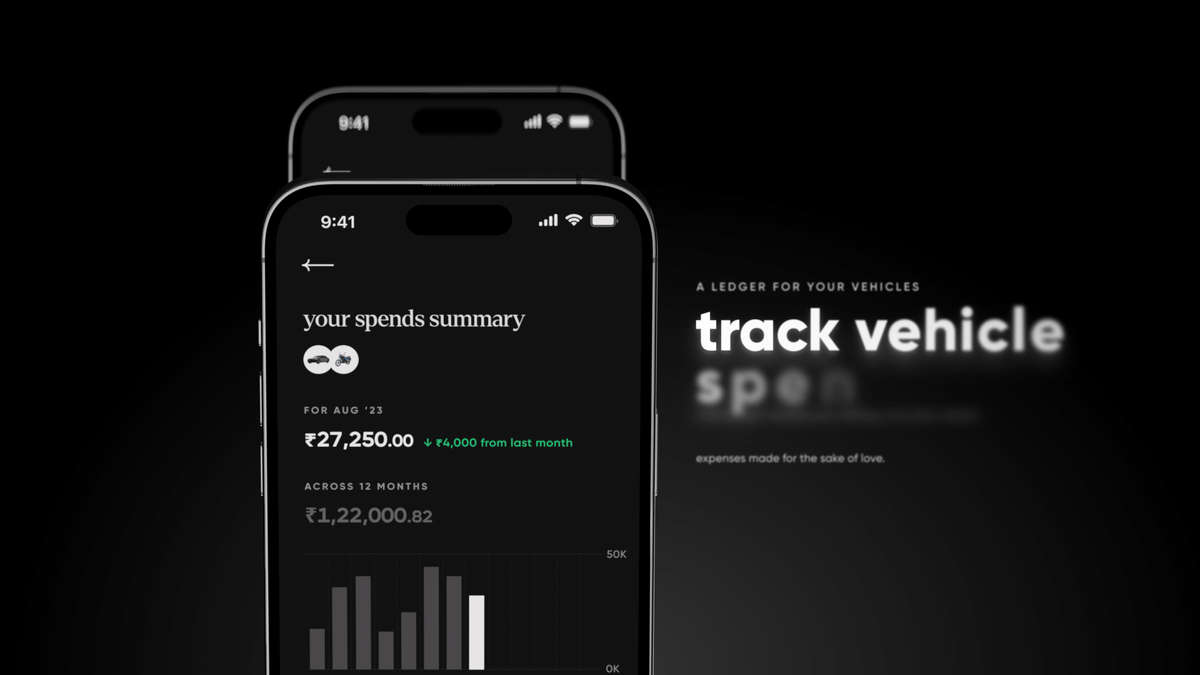 9:41
9:41
your spends summary
FOR AUG '23
₹27,250.00 ↓ ₹4,000 from last month
ACROSS 12 MONTHS
₹1,22,000.82
50K
0K
A LEDGER FOR YOUR VEHICLES
track vehicle
spen
expenses made for the sake of love.